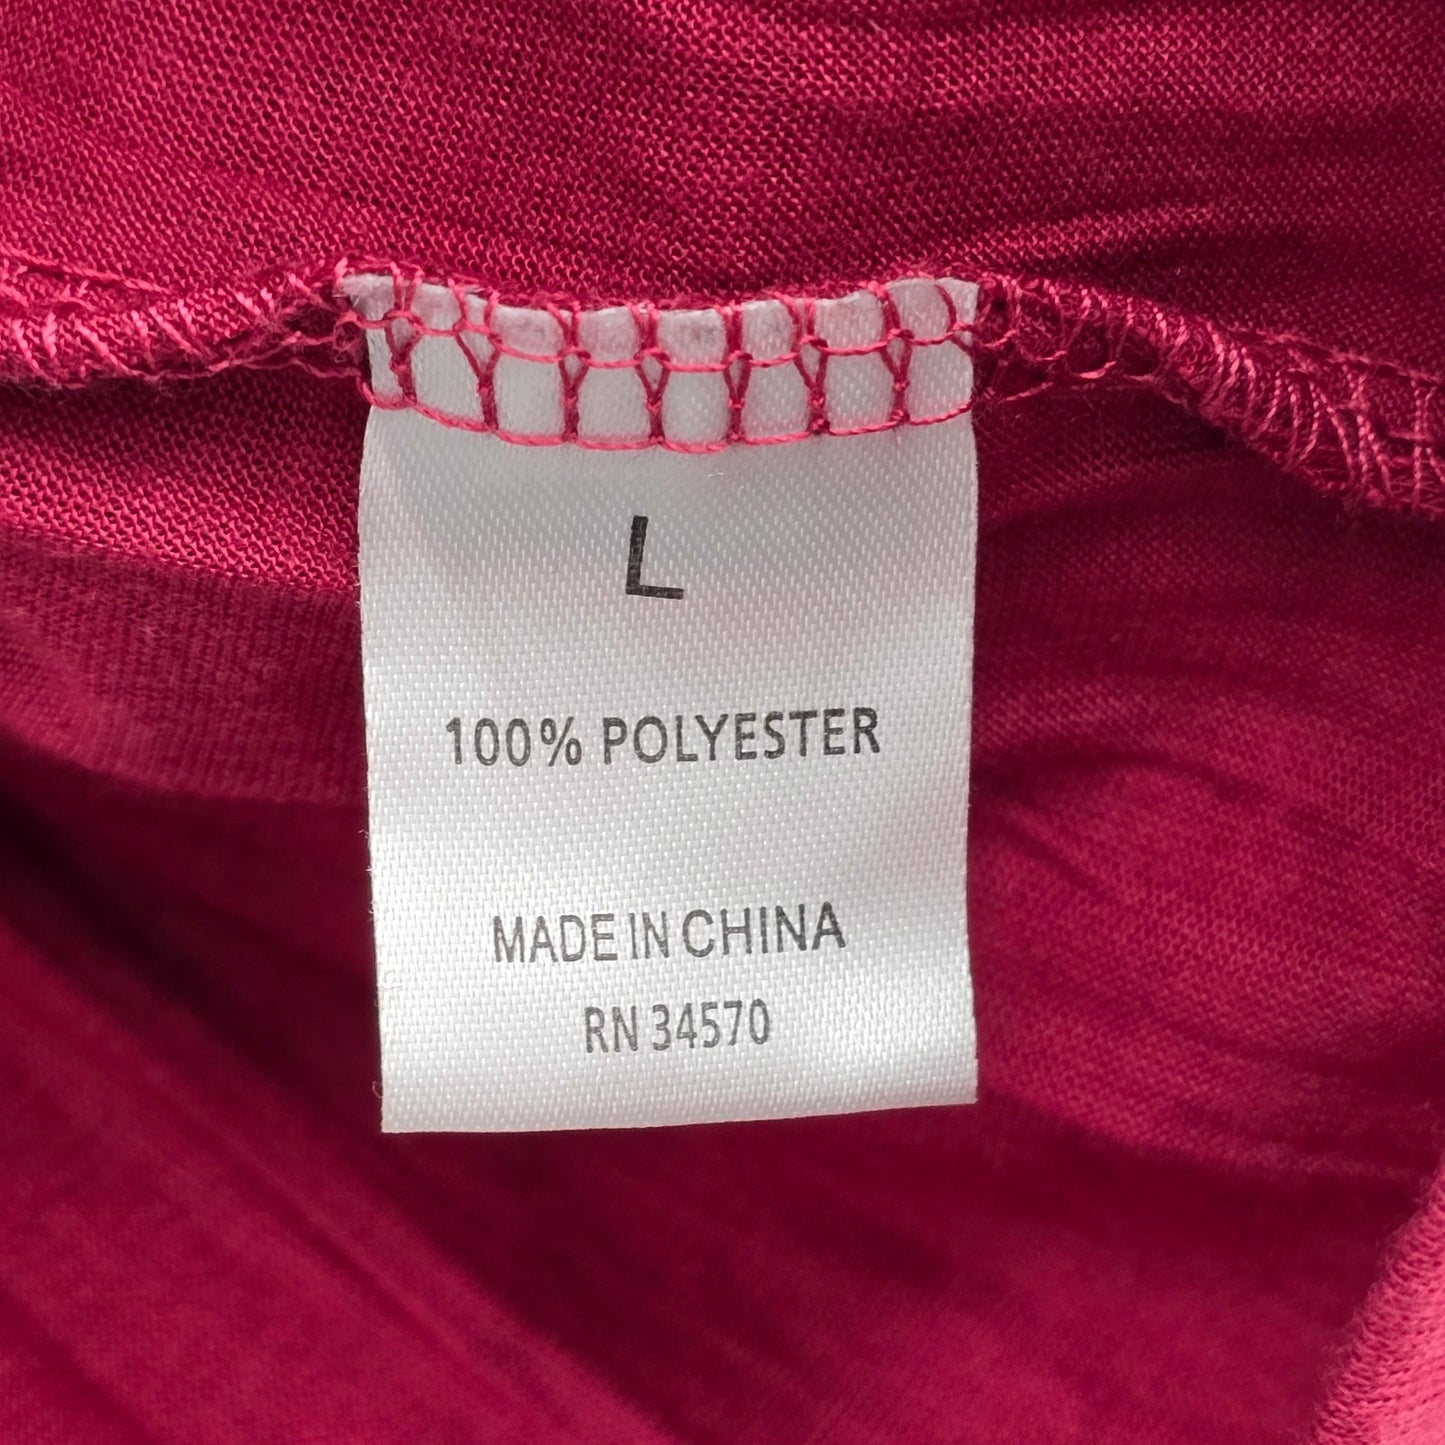 L
100% POLYESTER
MADE IN CHINA
RN 34570